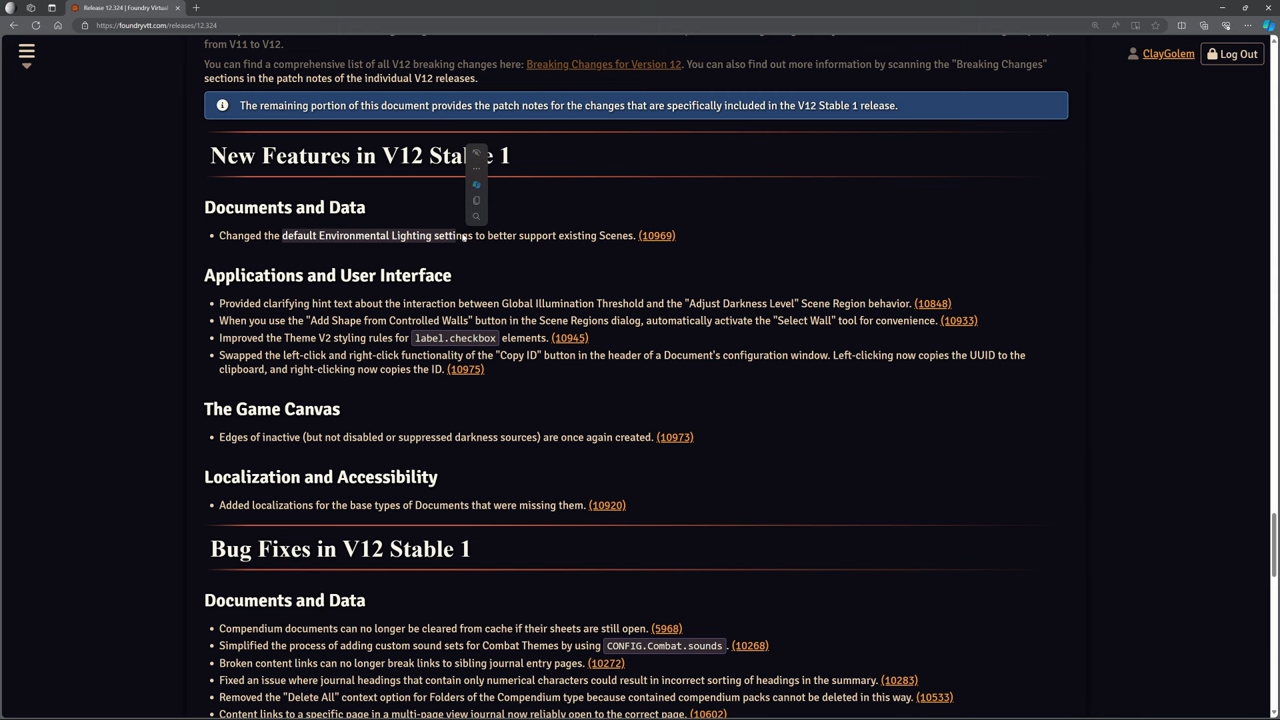 Release 12.324 | Foundry Virtual
https://foundryvtt.com/releases/12.324
from V11 to V12.
ClayGolem
Log Out
You can find a comprehensive list of all V12 breaking changes here: Breaking Changes for Version 12. You can also find out more information by scanning the "Breaking Changes"
sections in the patch notes of the individual V12 releases.
The remaining portion of this document provides the patch notes for the changes that are specifically included in the V12 Stable 1 release.
New Features in V12 Stable 1
Documents and Data
• Changed the default Environmental Lighting settings to better support existing Scenes. (10969)
Applications and User Interface
• Provided clarifying hint text about the interaction between Global Illumination Threshold and the "Adjust Darkness Level" Scene Region behavior. (10848)
• When you use the "Add Shape from Controlled Walls" button in the Scene Regions dialog, automatically activate the "Select Wall" tool for convenience. (10933)
• Improved the Theme V2 styling rules for label.checkbox elements. (10945)
• Swapped the left-click and right-click functionality of the "Copy ID" button in the header of a Document's configuration window. Left-clicking now copies the UUID to the
clipboard, and right-clicking now copies the ID. (10975)
The Game Canvas
• Edges of inactive (but not disabled or suppressed darkness sources) are once again created. (10973)
Localization and Accessibility
• Added localizations for the base types of Documents that were missing them. (10920)
Bug Fixes in V12 Stable 1
Documents and Data
• Compendium documents can no longer be cleared from cache if their sheets are still open. (5968)
• Simplified the process of adding custom sound sets for Combat Themes by using CONFIG.Combat.sounds. (10268)
• Broken content links can no longer break links to sibling journal entry pages. (10272)
• Fixed an issue where journal headings that contain only numerical characters could result in incorrect sorting of headings in the summary. (10283)
• Removed the "Delete All" context option for Folders of the Compendium type because contained compendium packs cannot be deleted in this way. (10533)
• Content links to a specific page in a multi-page view journal now reliably open to the correct page. (10602)